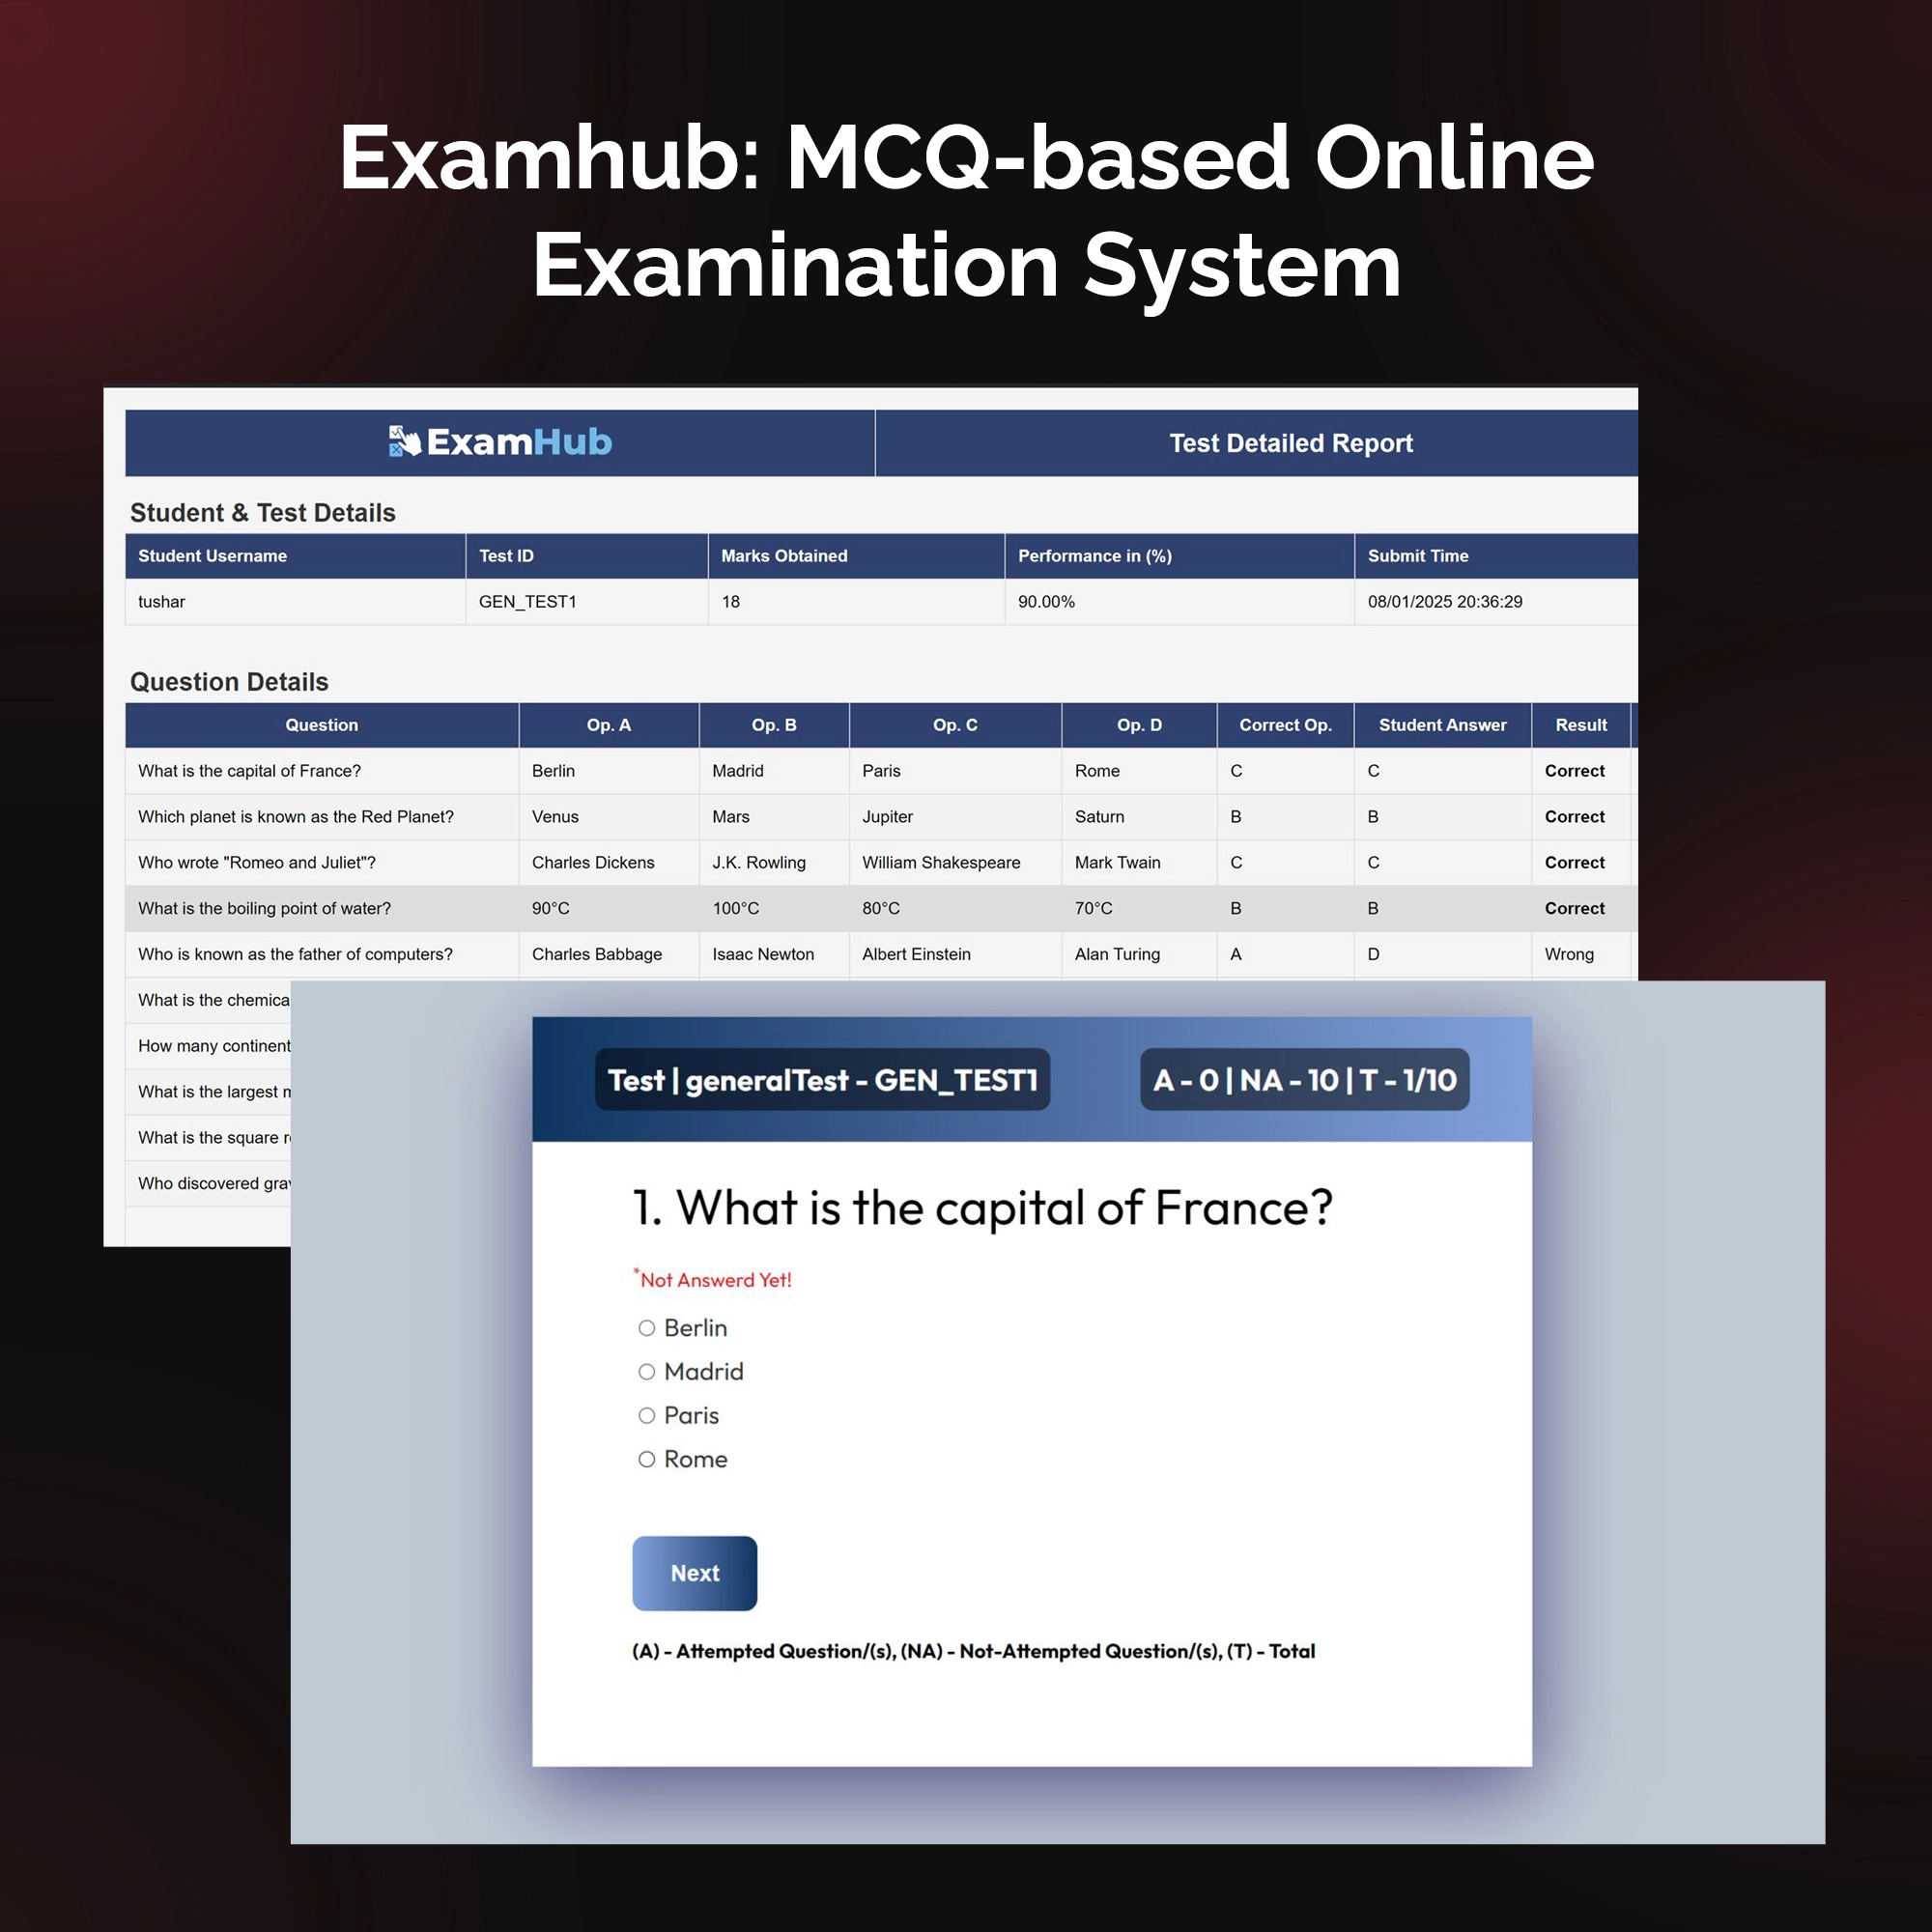 Examhub: MCQ-based Online
Examination System
ExamHub Test Detailed Report
Student & Test Details
Student Username Test ID Marks Obtained Performance in (%) Submit Time
tushar GEN_TEST1 18 90.00% 08/01/2025 20:36:29
Question Details
Question Op. A Op. B Op. C Op. D Correct Op. Student Answer Result
What is the capital of France? Berlin Madrid Paris Rome C C Correct
Which planet is known as the Red Planet? Venus Mars Jupiter Saturn B B Correct
Who wrote "Romeo and Juliet"? Charles Dickens J.K. Rowling William Shakespeare Mark Twain C C Correct
What is the boiling point of water? 90°C 100°C 80°C 70°C B B Correct
Who is known as the father of computers? Charles Babbage Isaac Newton Albert Einstein Alan Turing A D Wrong
What is the chemica
How many continent
What is the largest m
What is the square r
Who discovered grav
Test | generalTest - GEN_TEST1 A - 0 | NA - 10 | T - 1/10
1. What is the capital of France?
*Not Answerd Yet!
Berlin
Madrid
Paris
Rome
Next
(A) - Attempted Question/(s), (NA) - Not-Attempted Question/(s), (T) - Total